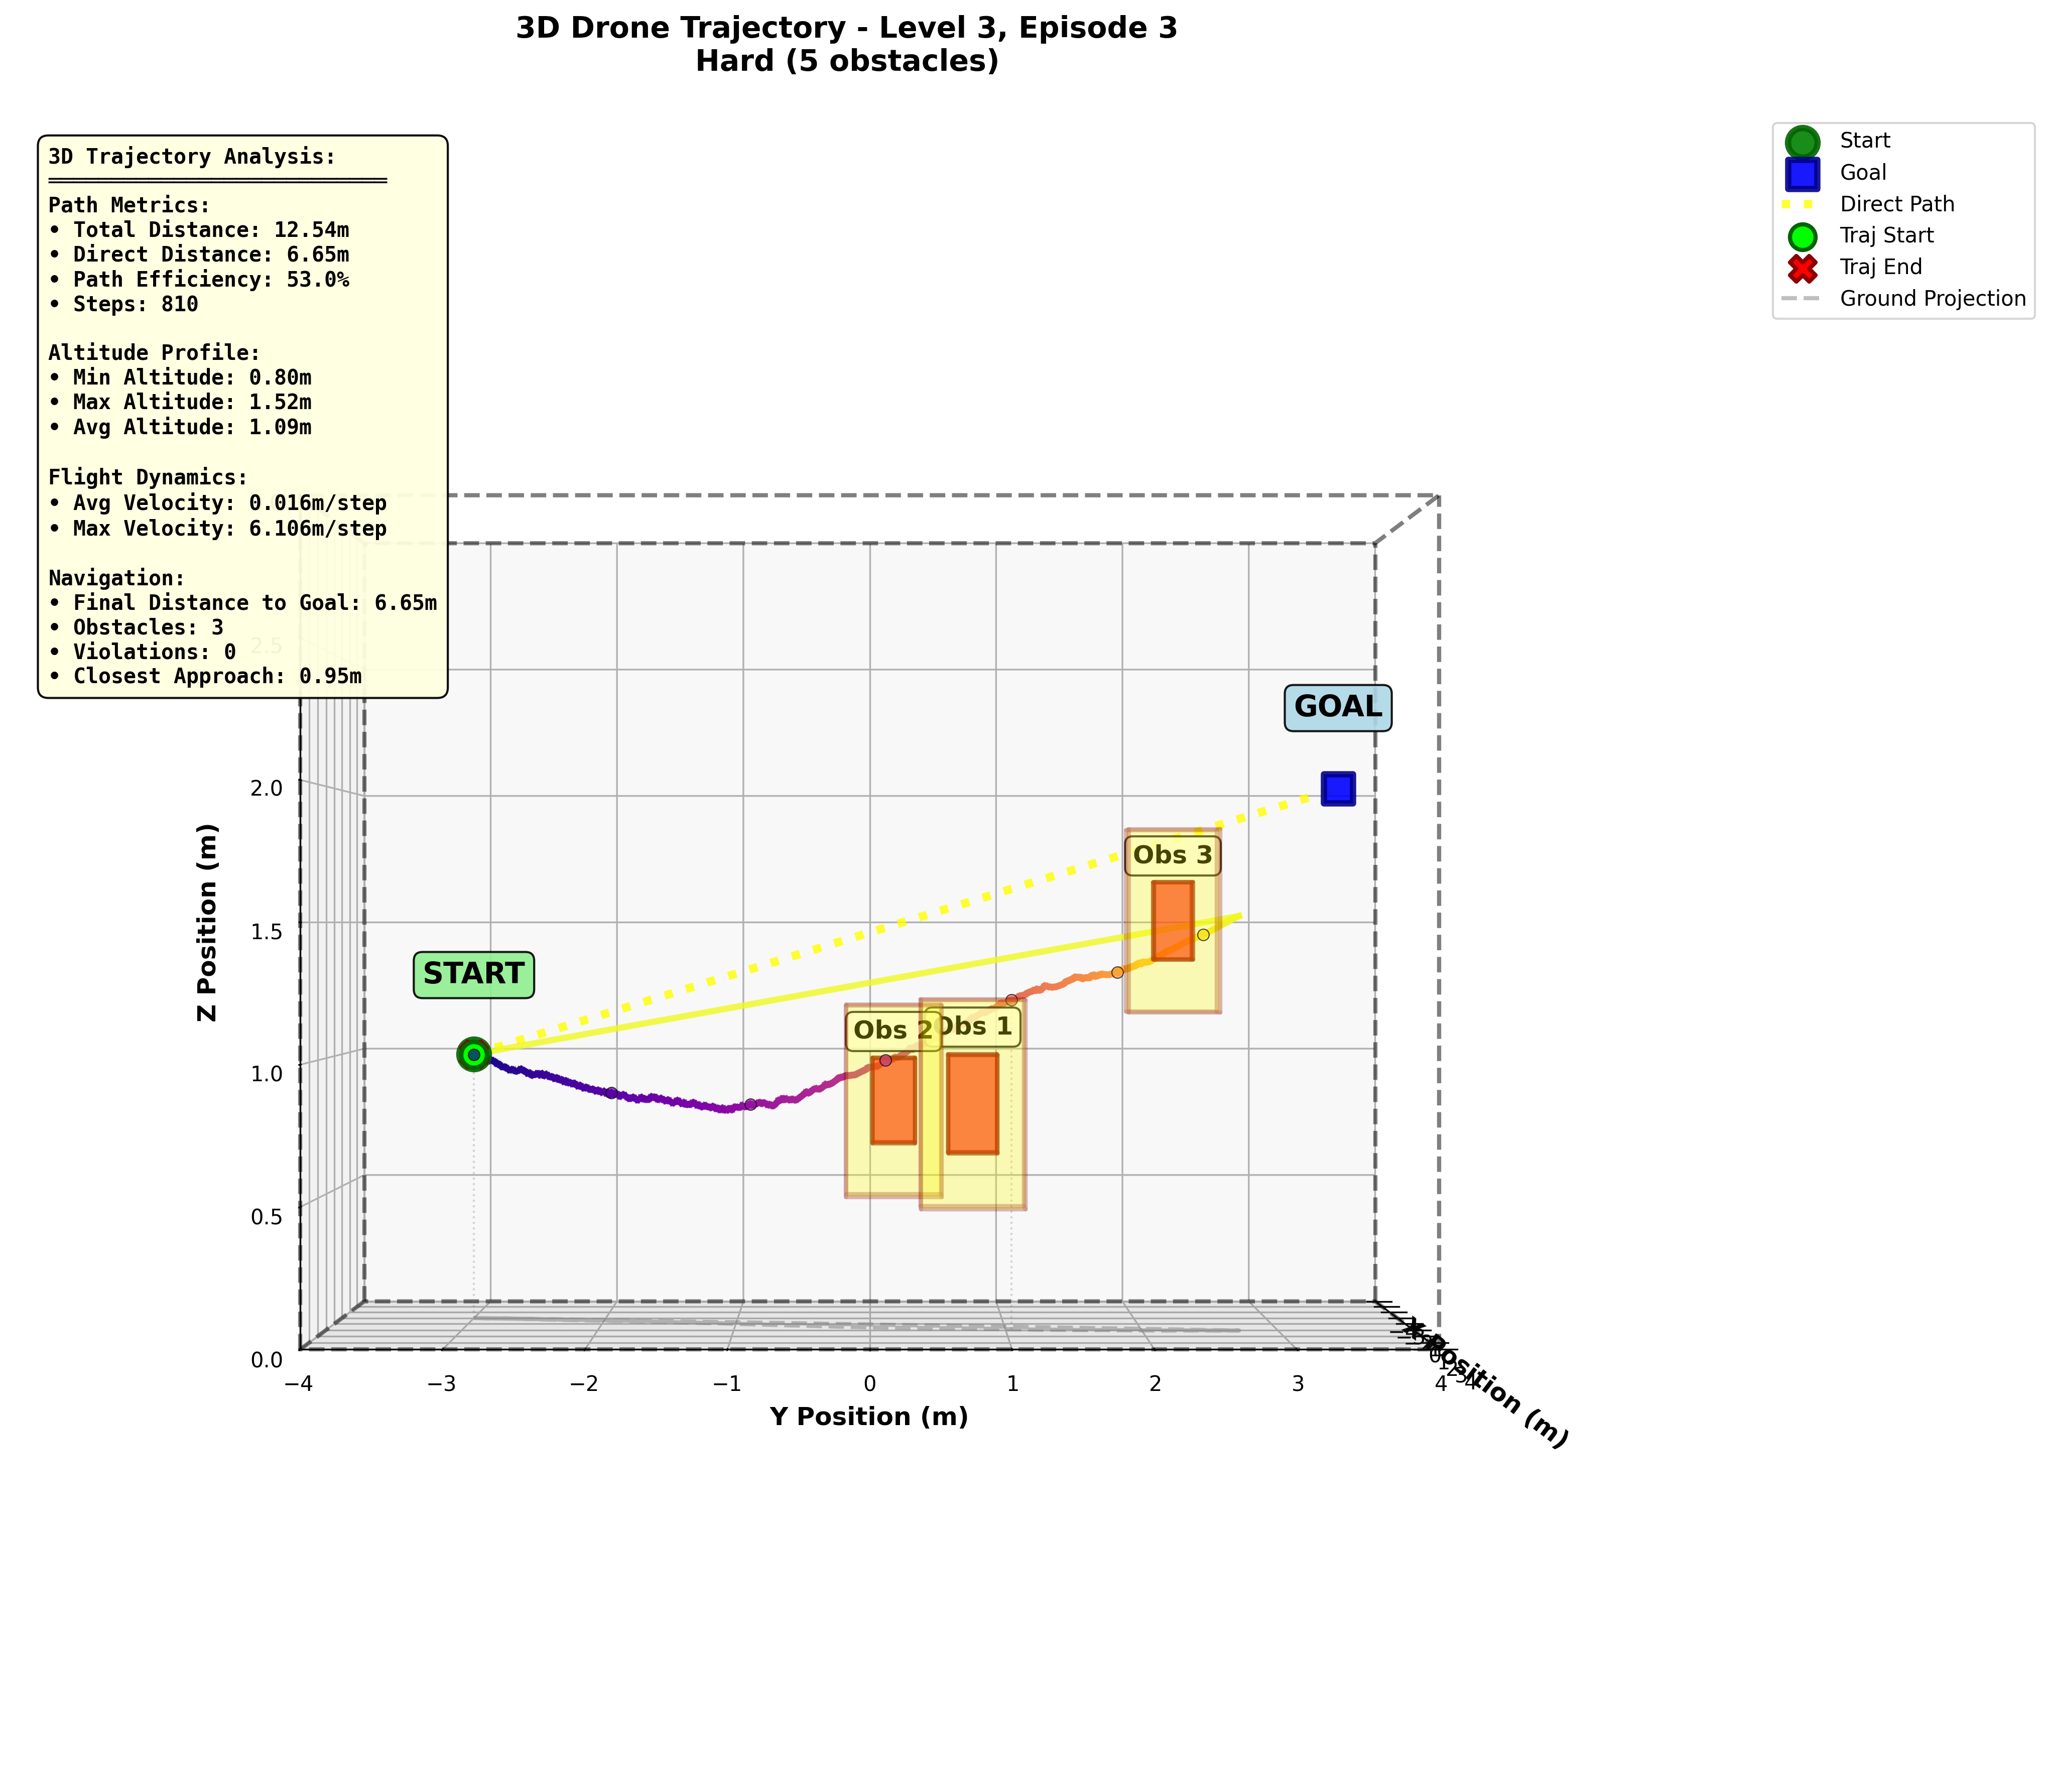 3D Drone Trajectory - Level 3, Episode 3
Hard (5 obstacles)
3D Trajectory Analysis:
Path Metrics:
• Total Distance: 12.54m
• Direct Distance: 6.65m
• Path Efficiency: 53.0%
• Steps: 810
Altitude Profile:
• Min Altitude: 0.80m
• Max Altitude: 1.52m
• Avg Altitude: 1.09m
Flight Dynamics:
• Avg Velocity: 0.016m/step
• Max Velocity: 6.106m/step
Navigation:
• Final Distance to Goal: 6.65m
• Obstacles: 3
• Violations: 0
• Closest Approach: 0.95m
Start
Goal
Direct Path
Traj Start
Traj End
Ground Projection
GOAL
START
Obs 3
Obs 2
Obs 1
Z Position (m)
2.5
2.0
1.5
1.0
0.5
0.0
−4
−3
−2
−1
0
1
2
3
4
Y Position (m)
X Position (m)